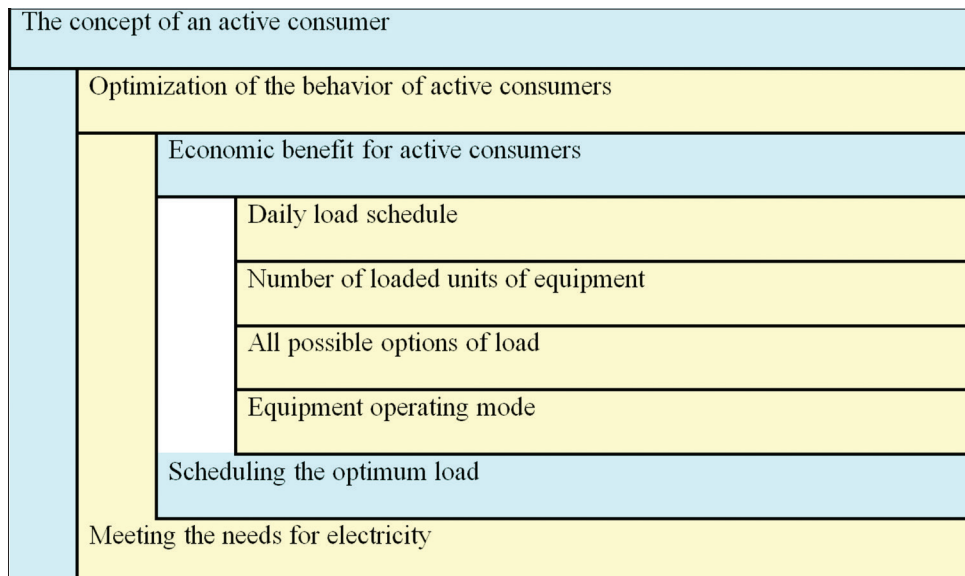 The concept of an active consumer
Optimization of the behavior of active consumers
Economic benefit for active consumers
Daily load schedule
Number of loaded units of equipment
All possible options of load
Equipment operating mode
Scheduling the optimum load
Meeting the needs for electricity